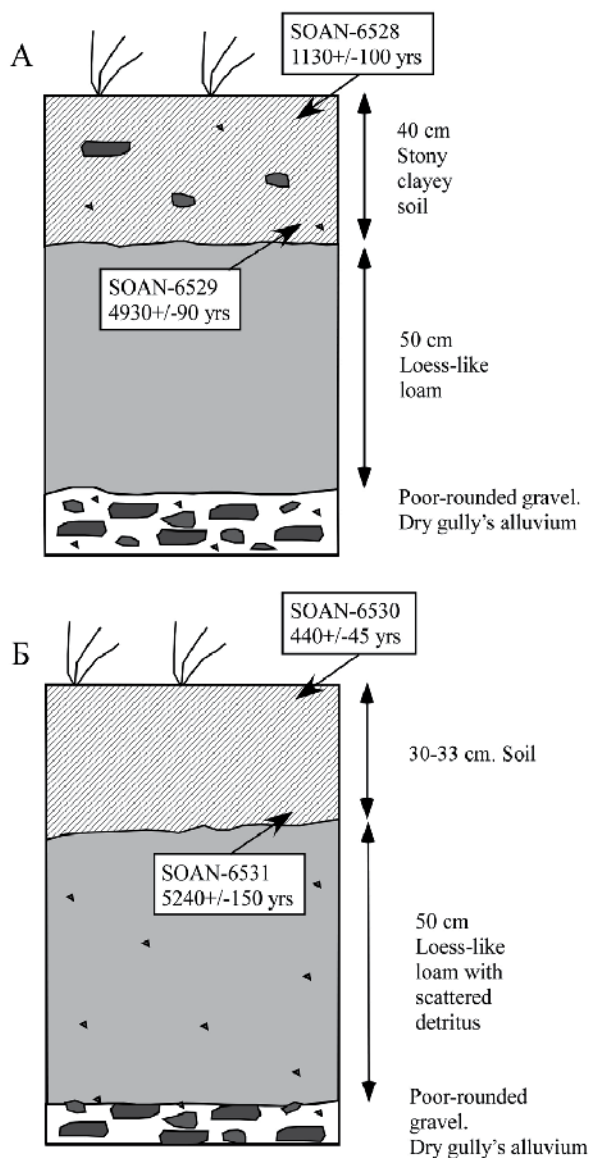 А
SOAN-6528
1130+/-100 yrs
40 cm
Stony
clayey
soil
SOAN-6529
4930+/-90 yrs
50 cm
Loess-like
loam
Poor-rounded gravel.
Dry gully's alluvium
Б
SOAN-6530
440+/-45 yrs
30-33 cm. Soil
SOAN-6531
5240+/-150 yrs
50 cm
Loess-like
loam with
scattered
detritus
Poor-rounded
gravel.
Dry gully's alluvium